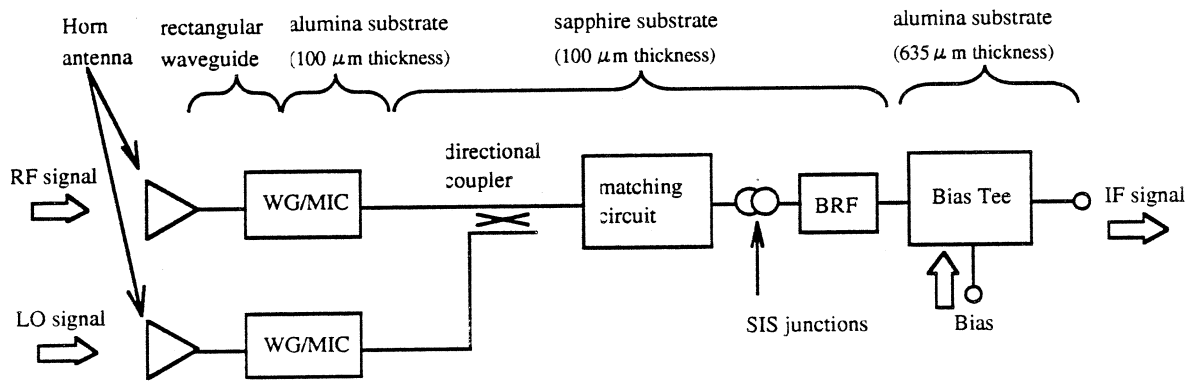 Horn
antenna
rectangular
waveguide
alumina substrate
(100 μm thickness)
sapphire substrate
(100 μm thickness)
alumina substrate
(635 μm thickness)
RF signal
WG/MIC
directional
coupler
matching
circuit
BRF
Bias Tee
IF signal
LO signal
WG/MIC
SIS junctions
Bias